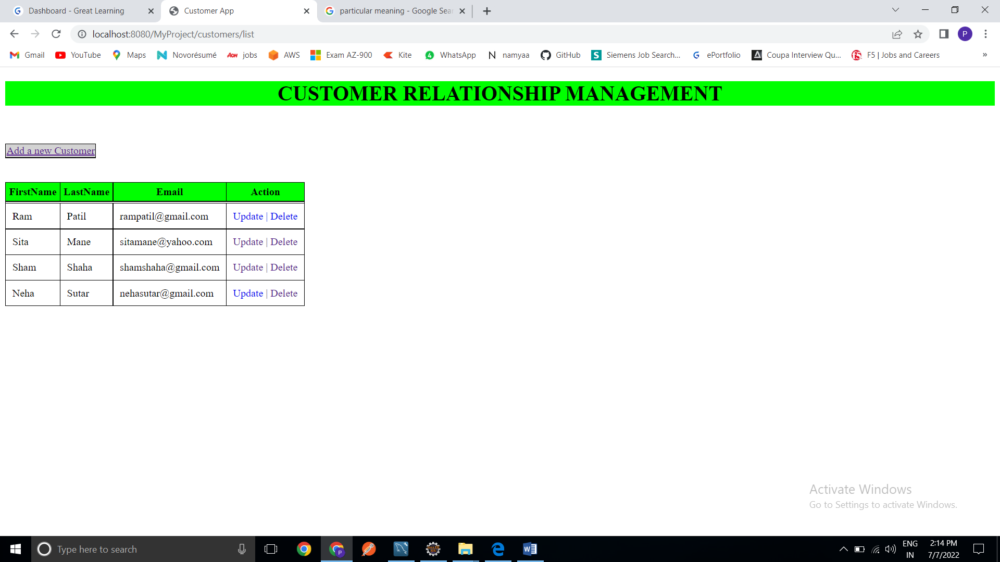 Dashboard - Great Learning
Customer App
particular meaning - Google Sear
localhost:8080/MyProject/customers/list
P
Gmail YouTube Maps Novorésumé AON jobs AWS Exam AZ-900 Kite 4 WhatsApp N namyaa GitHub S Siemens Job Search... G ePortfolio Coupa Interview Qu... F5 | Jobs and Careers »
CUSTOMER RELATIONSHIP MANAGEMENT
Add a new Customer
FirstName LastName Email Action
Ram Patil rampatil@gmail.com Update | Delete
Sita Mane sitamane@yahoo.com Update | Delete
Sham Shaha shamshaha@gmail.com Update | Delete
Neha Sutar nehasutar@gmail.com Update | Delete
Activate Windows
Go to Settings to activate Windows.
Type here to search
ENG
IN
2:14 PM
7/7/2022